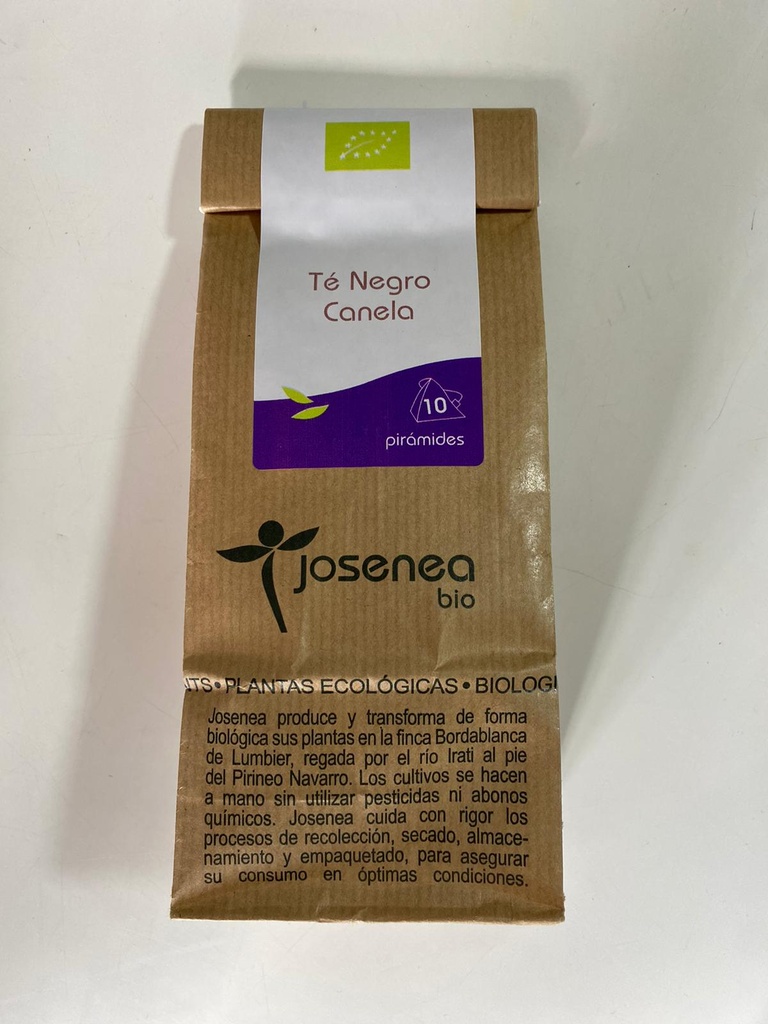 Té Negro
Canela
10
pirámides
josenea
bio
PLANTAS ECOLÓGICAS •
Josenea produce y transforma de forma
biológica sus plantas en la finca Bordablanca
de Lumbier, regada por el río Irati al pie
del Pirineo Navarro. Los cultivos se hacen
a mano sin utilizar pesticidas ni abonos
químicos. Josenea cuida con rigor los
procesos de recolección, secado, almace-
namiento y empaquetado, para asegurar
su consumo en óptimas condiciones.